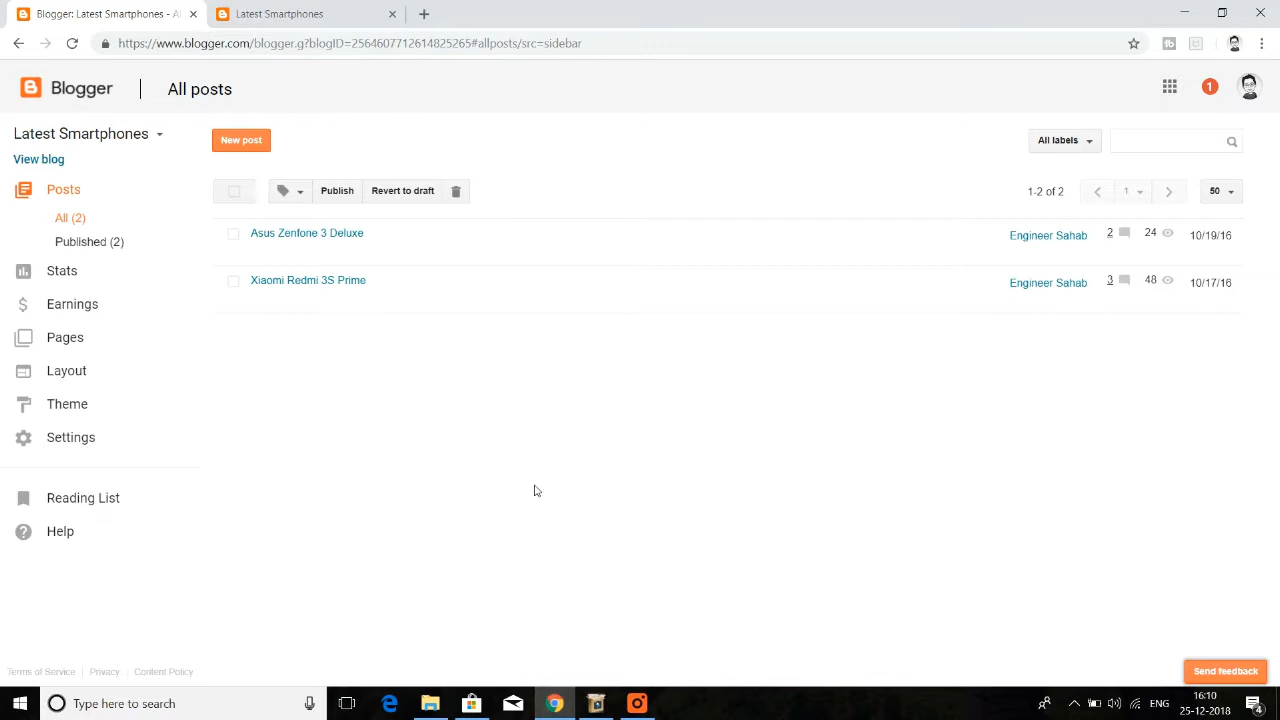 Blogger: Latest Smartphones - Al
Latest Smartphones
https://www.blogger.com/blogger.g?blogID=2564607712614825265#allposts/src=sidebar
Blogger
All posts
1
Latest Smartphones
New post
All labels
View blog
Posts
Publish
Revert to draft
1-2 of 2
1
50
All (2)
Asus Zenfone 3 Deluxe
Engineer Sahab
2
24
10/19/16
Published (2)
Stats
Xiaomi Redmi 3S Prime
Engineer Sahab
3
48
10/17/16
Earnings
Pages
Layout
Theme
Settings
Reading List
Help
Terms of Service
Privacy
Content Policy
Send feedback
Type here to search
ENG
16:10
25-12-2018
4